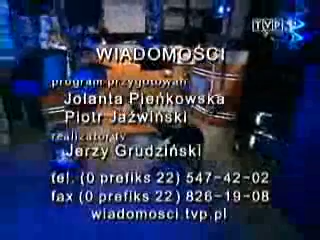 TVP1
WIADOMOŚCI
program przygotowali
Jolanta Pieńkowska
Piotr Jaźwiński
realizator tv
Jerzy Grudziński
tel. (0 prefiks 22) 547-42-02
fax (0 prefiks 22) 826-19-08
wiadomosci.tvp.pl